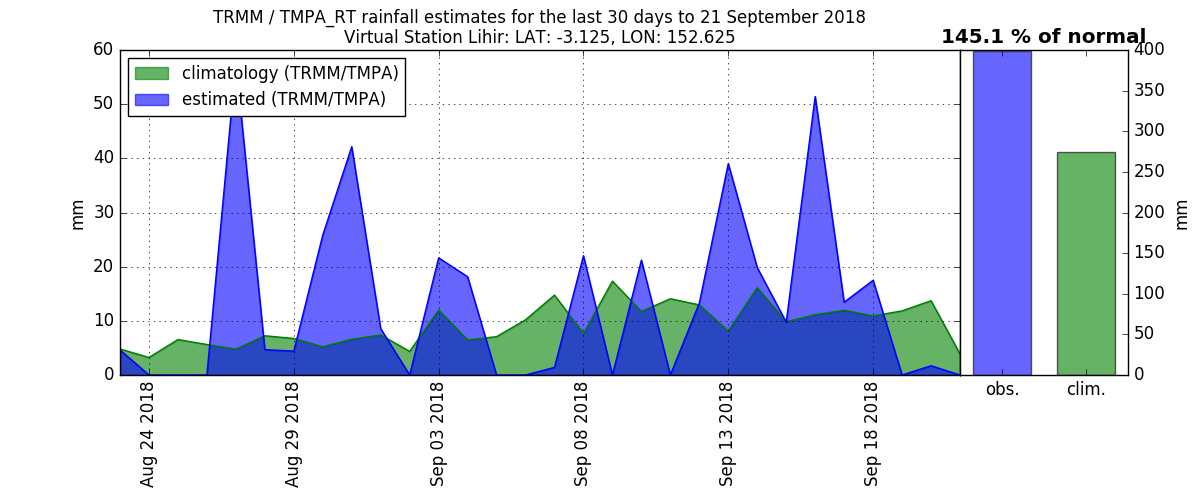 TRMM / TMPA_RT rainfall estimates for the last 30 days to 21 September 2018
Virtual Station Lihir: LAT: -3.125, LON: 152.625
145.1 % of normal
climatology (TRMM/TMPA)
estimated (TRMM/TMPA)
60
50
40
30
20
10
0
mm
400
350
300
250
200
150
100
50
0
mm
obs.
clim.
Aug 24 2018
Aug 29 2018
Sep 03 2018
Sep 08 2018
Sep 13 2018
Sep 18 2018